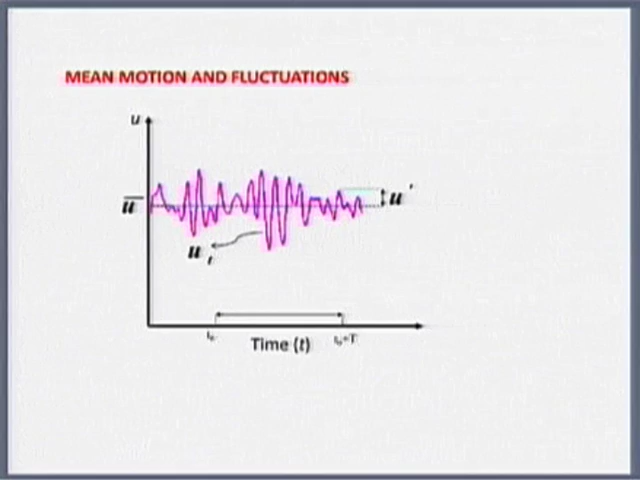 MEAN MOTION AND FLUCTUATIONS
u
u̅
u'
u t
Time (t)